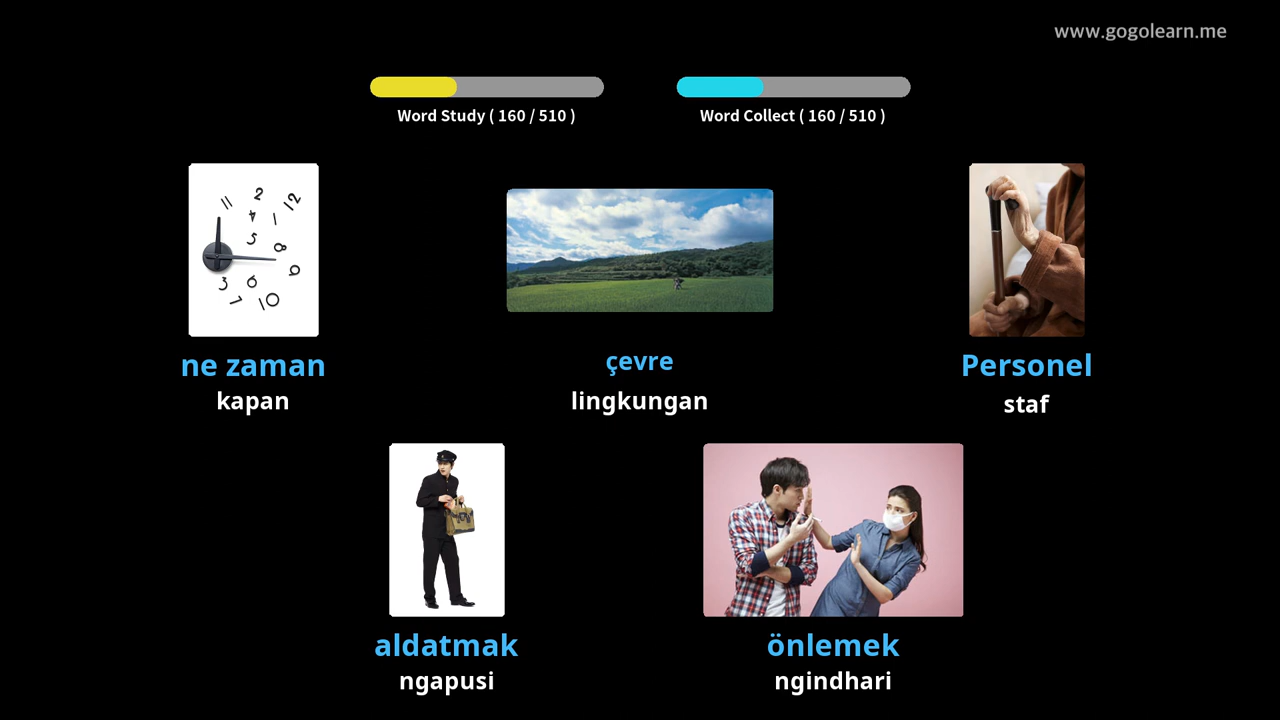 www.gogolearn.me
Word Study ( 160 / 510 )
Word Collect ( 160 / 510 )
ne zaman
kapan
çevre
lingkungan
Personel
staf
aldatmak
ngapusi
önlemek
ngindhari